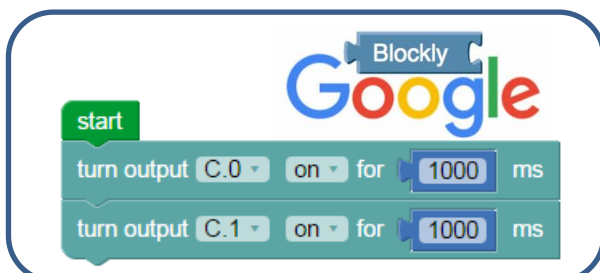 Blockly
Google
start
turn output C.0 on for 1000 ms
turn output C.1 on for 1000 ms